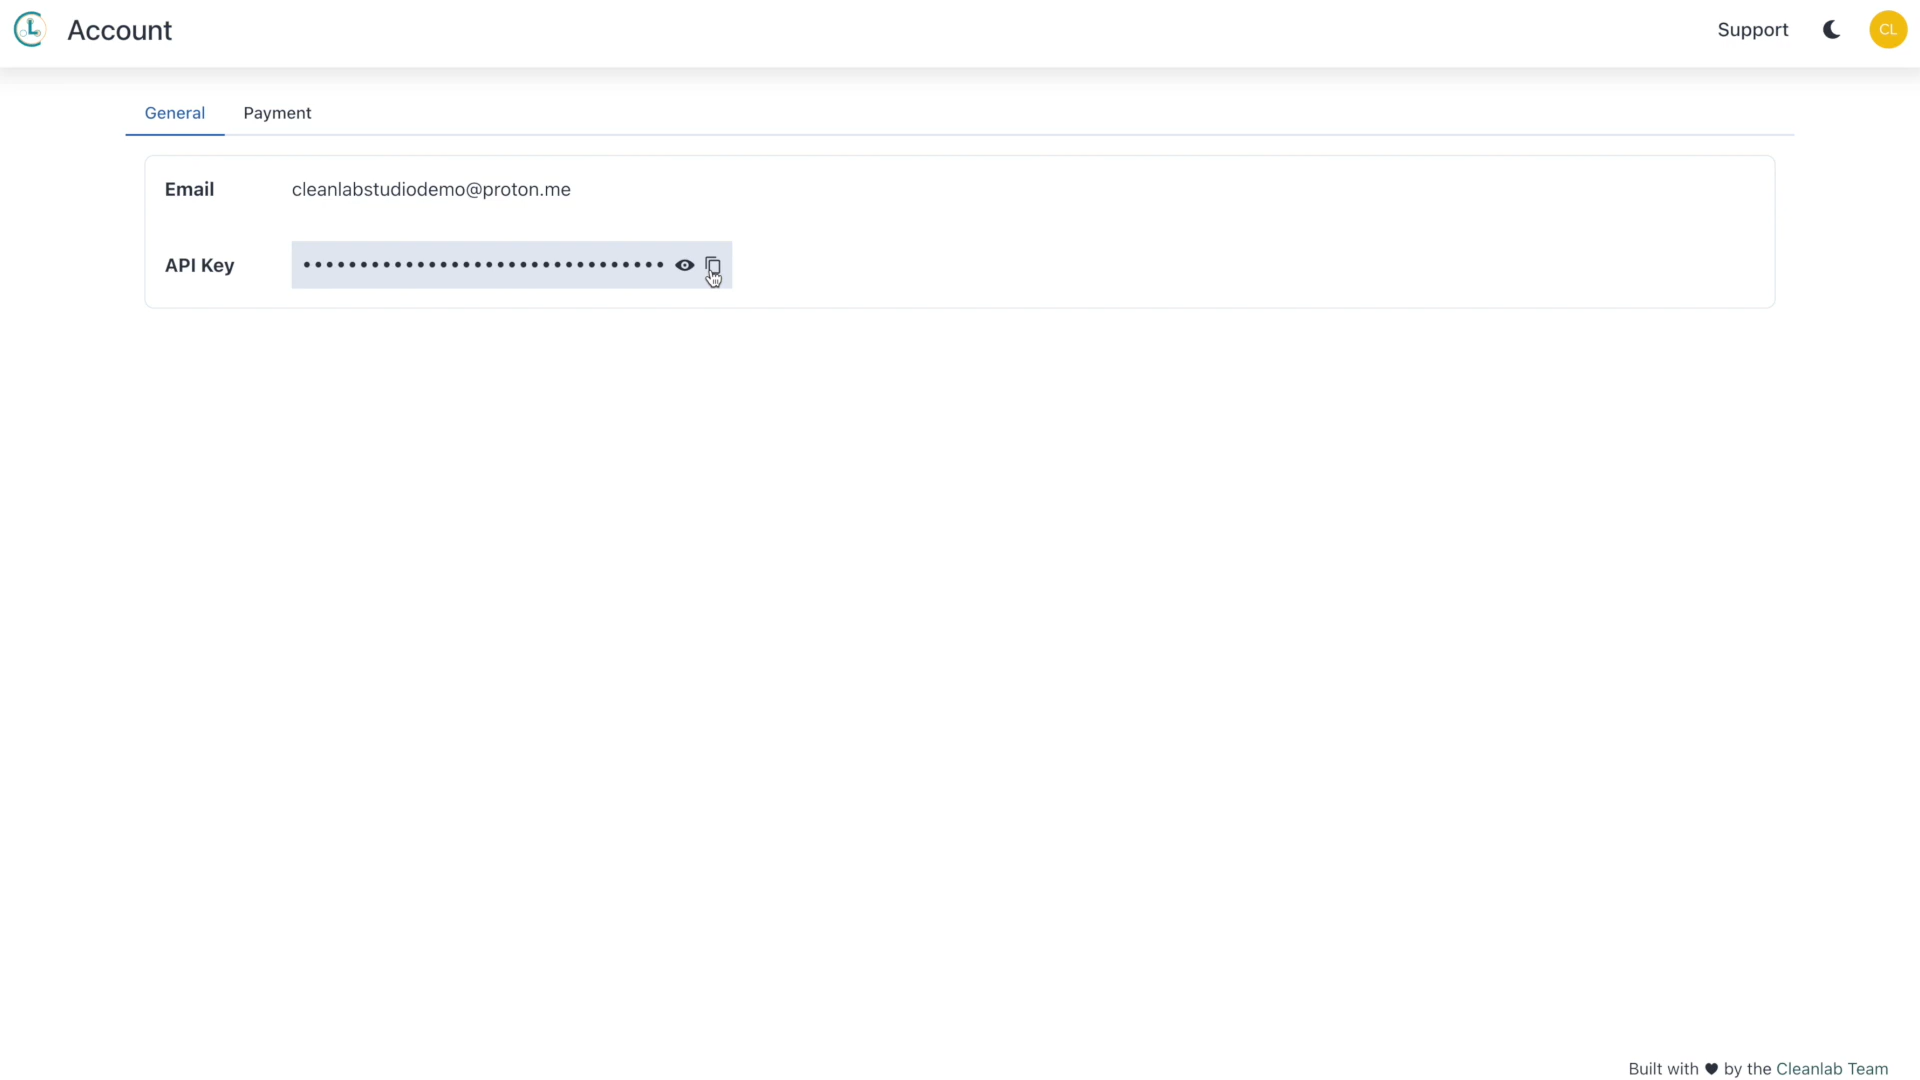 Account
Support
CL
General Payment
Email cleanlabstudiodemo@proton.me
API Key ••••••••••••••••••••••••••••••••
Built with ♥ by the Cleanlab Team